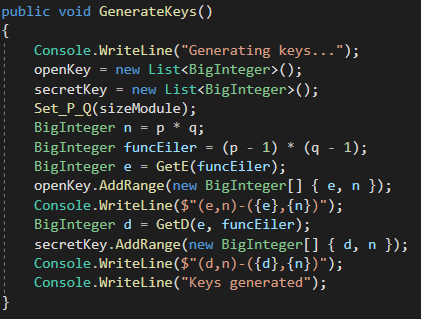 public void GenerateKeys()
{
Console.WriteLine("Generating keys...");
openKey = new List<BigInteger>();
secretKey = new List<BigInteger>();
Set_P_Q(sizeModule);
BigInteger n = p * q;
BigInteger funcEiler = (p - 1) * (q - 1);
BigInteger e = GetE(funcEiler);
openKey.AddRange(new BigInteger[] { e, n });
Console.WriteLine($"(e,n)-({e},{n})");
BigInteger d = GetD(e, funcEiler);
secretKey.AddRange(new BigInteger[] { d, n });
Console.WriteLine($"(d,n)-({d},{n})");
Console.WriteLine("Keys generated");
}